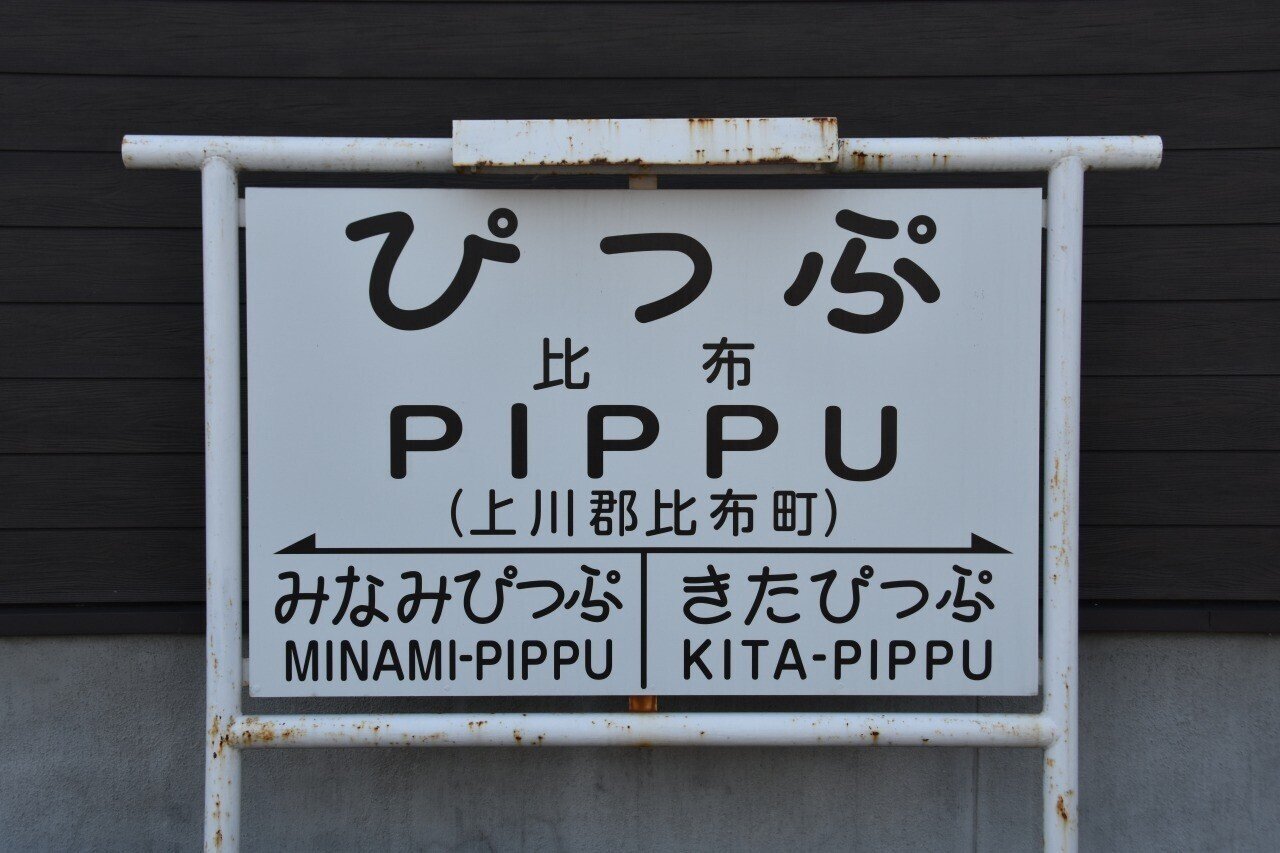 ぴっぷ
比布
PIPPU
(上川郡比布町)
みなみぴっぷ きたぴっぷ
MINAMI-PIPPU KITA-PIPPU